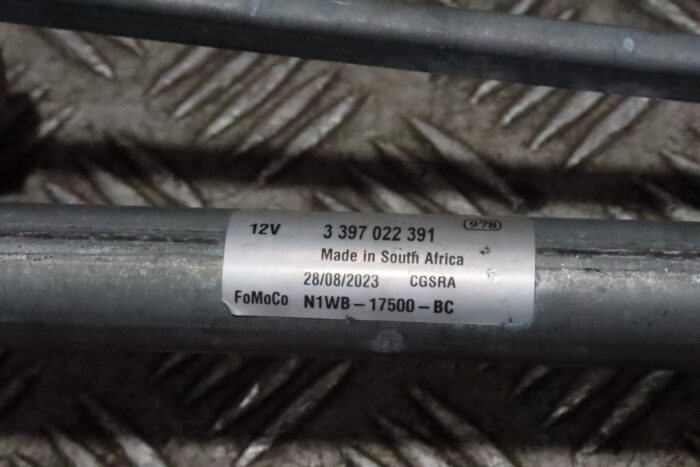 12V 3 397 022 391 978
Made in South Africa
28/08/2023 CGSRA
FoMoCo N1WB-17500-BC